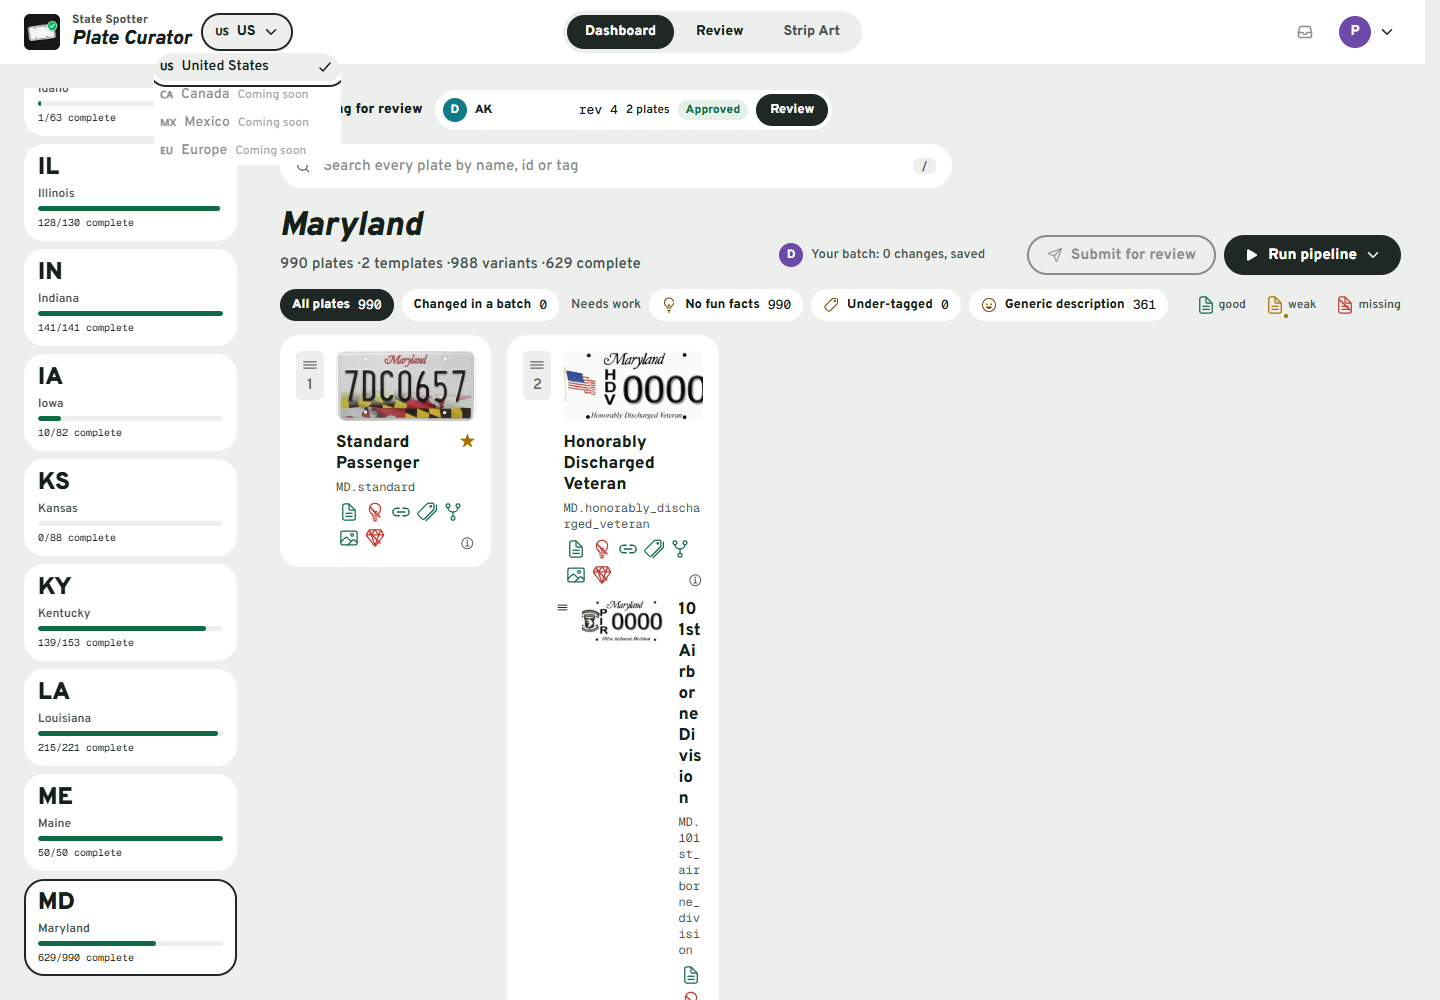 State Spotter
Plate Curator
US US
Dashboard
Review
Strip Art
P
US United States
CA Canada Coming soon
MX Mexico Coming soon
EU Europe Coming soon
Idaho
1/63 complete
IL
Illinois
128/130 complete
IN
Indiana
141/141 complete
IA
Iowa
10/82 complete
KS
Kansas
0/88 complete
KY
Kentucky
139/153 complete
LA
Louisiana
215/221 complete
ME
Maine
50/50 complete
MD
Maryland
629/990 complete
for review
D AK rev 4 2 plates Approved Review
Search every plate by name, id or tag /
Maryland
990 plates ·2 templates ·988 variants ·629 complete
D Your batch: 0 changes, saved
Submit for review
Run pipeline
All plates 990
Changed in a batch 0
Needs work
No fun facts 990
Under-tagged 0
Generic description 361
good
weak
missing
1
Maryland
7DC0657
Standard
Passenger
MD.standard
2
Maryland
HDV 0000
Honorably Discharged Veteran
Honorably
Discharged
Veteran
MD.honorably_discha
rged_veteran
Maryland
PIR 0000
101st Airborne Division
10
1st
Ai
rb
or
ne
Di
vis
io
n
MD.
101
st_
air
bor
ne_
div
isi
on